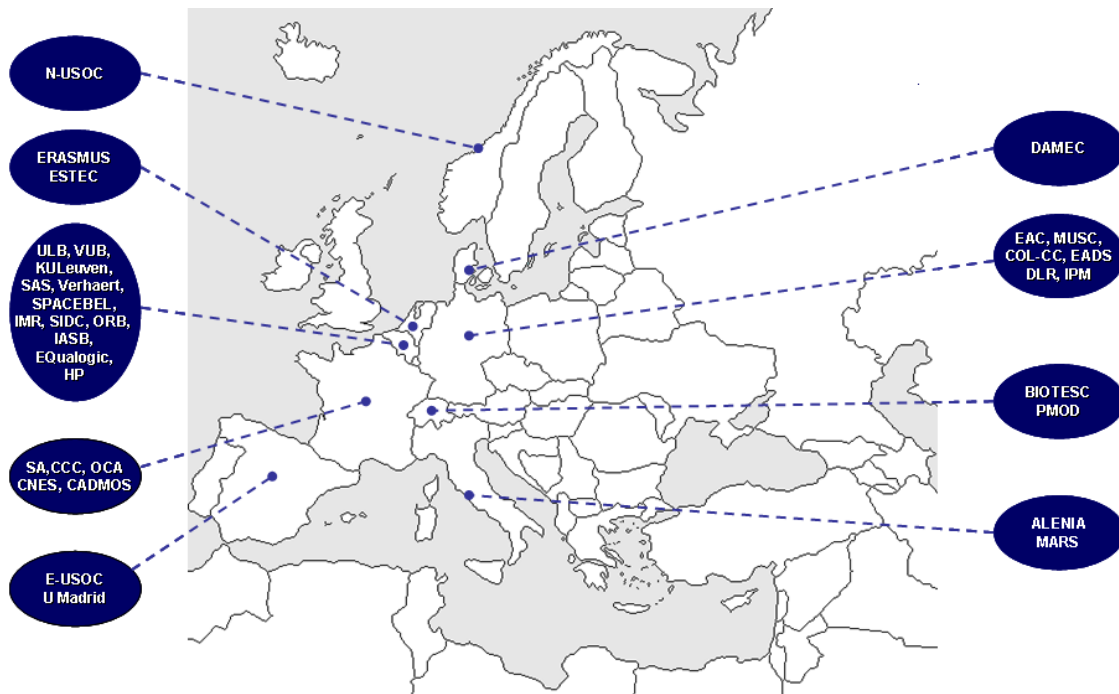 N-USOC
ERASMUS
ESTEC
ULB, VUB,
KULeuven,
SAS, Verhaert,
SPACEBEL,
IMR, SIDC, ORB,
IASB,
EQualogic,
HP
SA,CCC, OCA
CNES, CADMOS
E-USOC
U Madrid
DAMEC
EAC, MUSC,
COL-CC, EADS
DLR, IPM
BIOTESC
PMOD
ALENIA
MARS